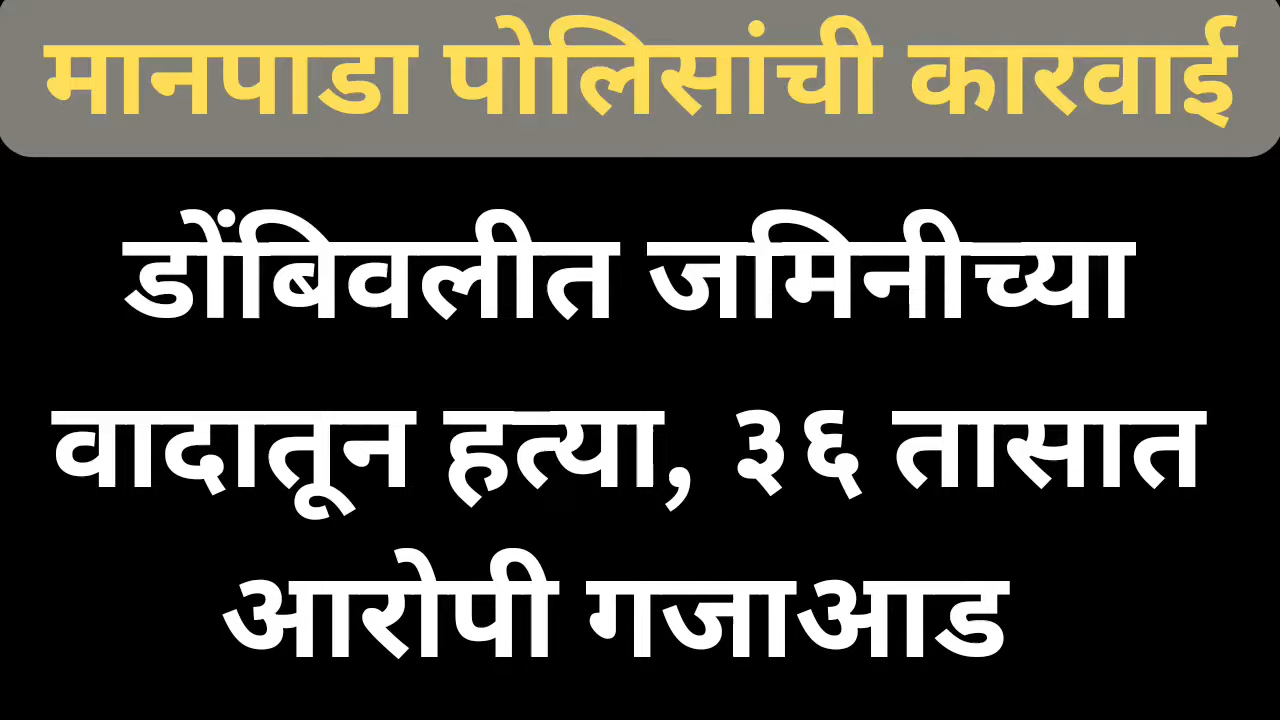 मानपाडा पोलिसांची कारवाई
डोंबिवलीत जमिनीच्या
वादातून हत्या, ३६ तासात
आरोपी गजाआड